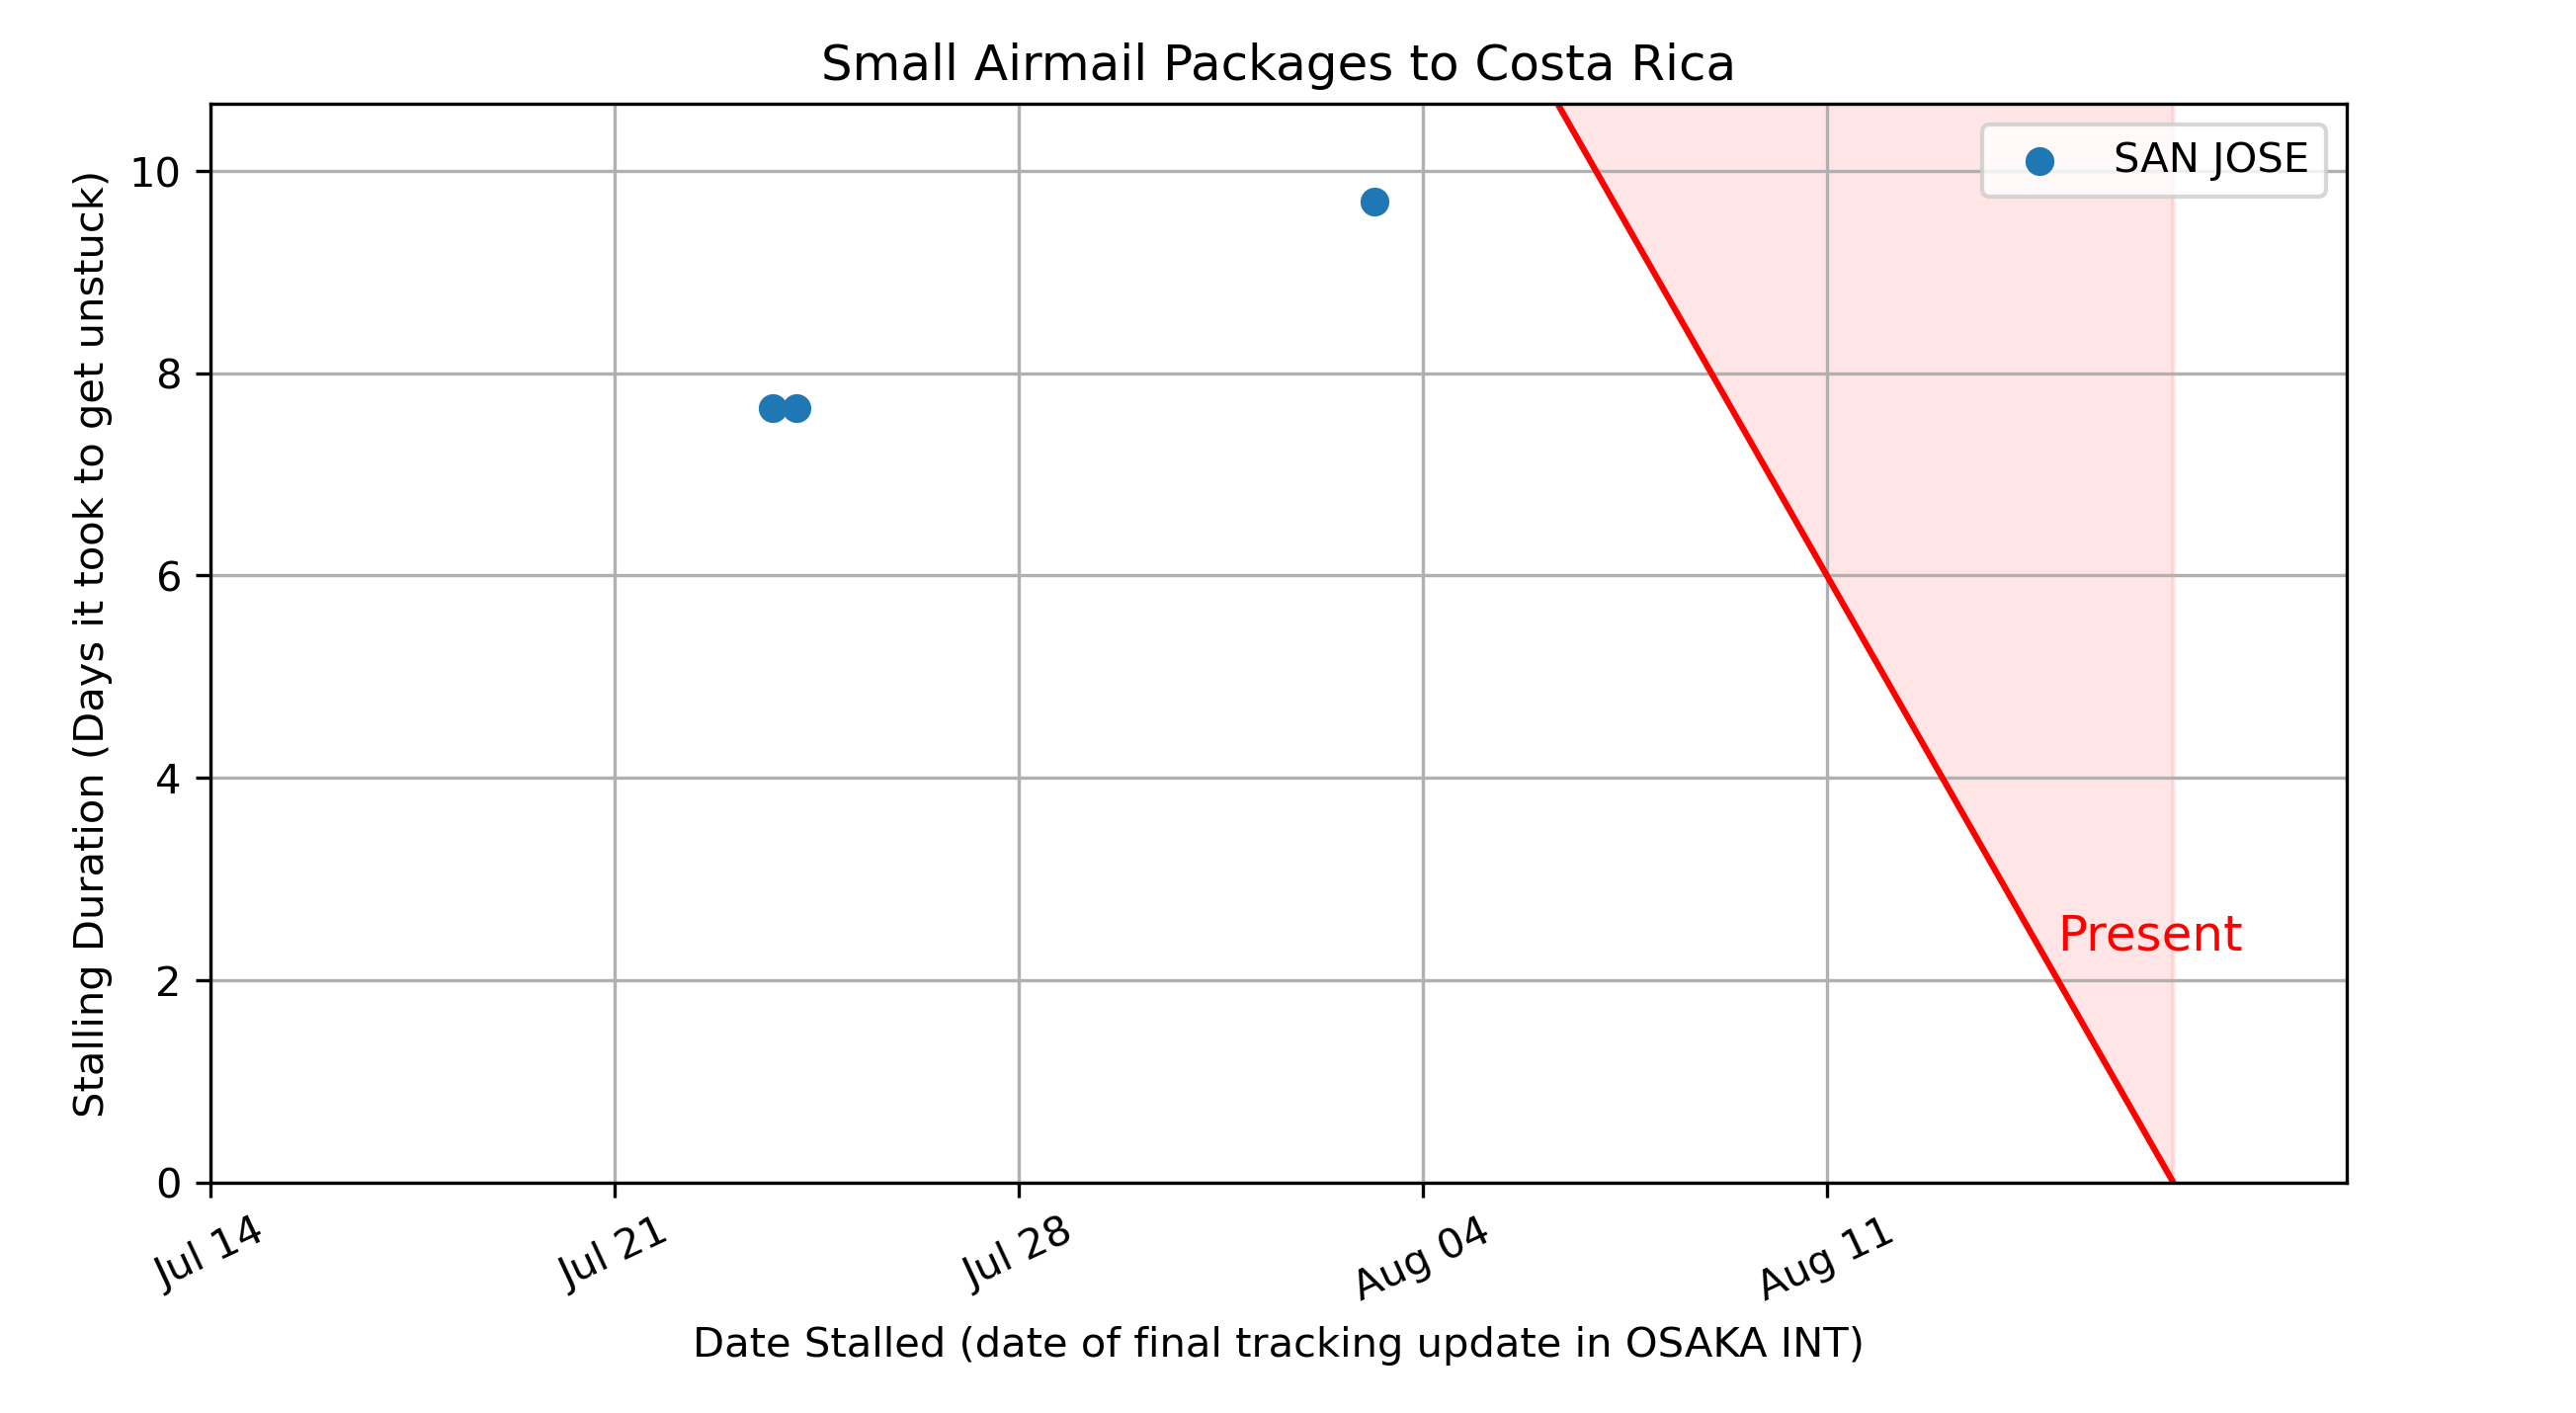 Small Airmail Packages to Costa Rica
Stalling Duration (Days it took to get unstuck)
10
8
6
4
2
0
SAN JOSE
Present
Jul 14
Jul 21
Jul 28
Aug 04
Aug 11
Date Stalled (date of final tracking update in OSAKA INT)